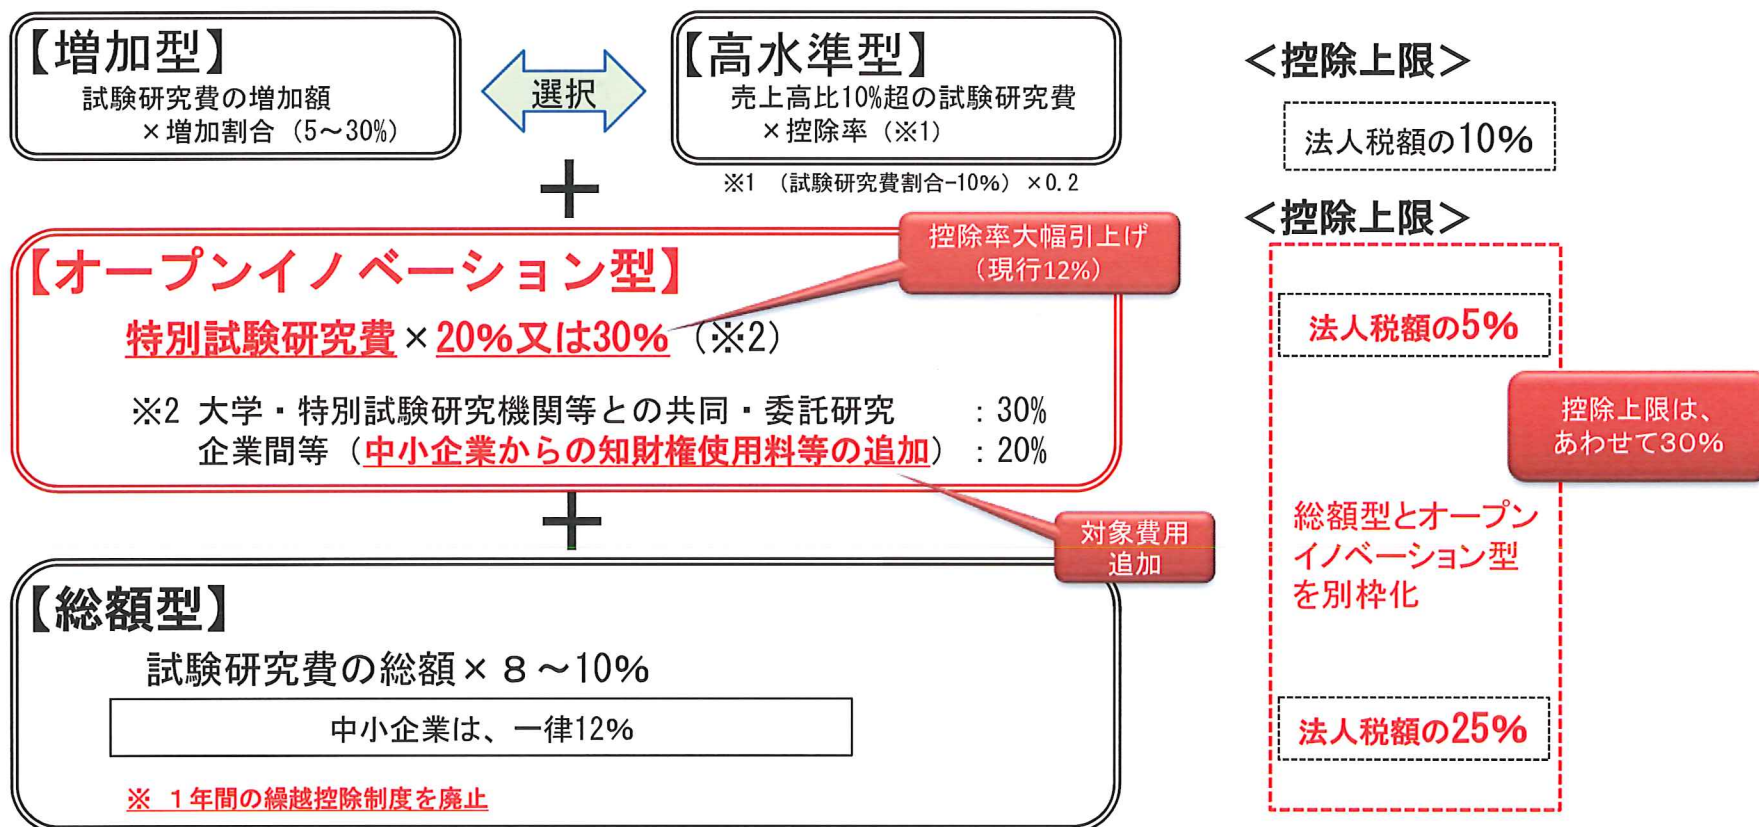 【増加型】
試験研究費の増加額
×増加割合（5～30%）
選択
【高水準型】
売上高比10%超の試験研究費
×控除率（※1）
※1 （試験研究費割合-10%）×0.2
＜控除上限＞
法人税額の10%
＋
【オープンイノベーション型】
控除率大幅引上げ
（現行12%）
特別試験研究費×20%又は30%（※2）
※2 大学・特別試験研究機関等との共同・委託研究 ：30%
企業間等（中小企業からの知財権使用料等の追加）：20%
＜控除上限＞
法人税額の5%
控除上限は、
あわせて30%
総額型とオープン
イノベーション型
を別枠化
法人税額の25%
＋
対象費用
追加
【総額型】
試験研究費の総額×８～10%
中小企業は、一律12%
※ １年間の繰越控除制度を廃止